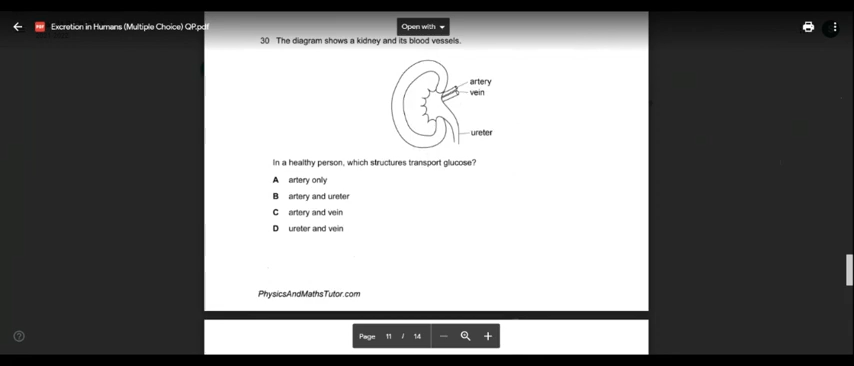 Excretion in Humans (Multiple Choice) QP.pdf
Open with
30 The diagram shows a kidney and its blood vessels.
artery
vein
ureter
In a healthy person, which structures transport glucose?
A artery only
B artery and ureter
C artery and vein
D ureter and vein
PhysicsAndMathsTutor.com
Page 11 / 14